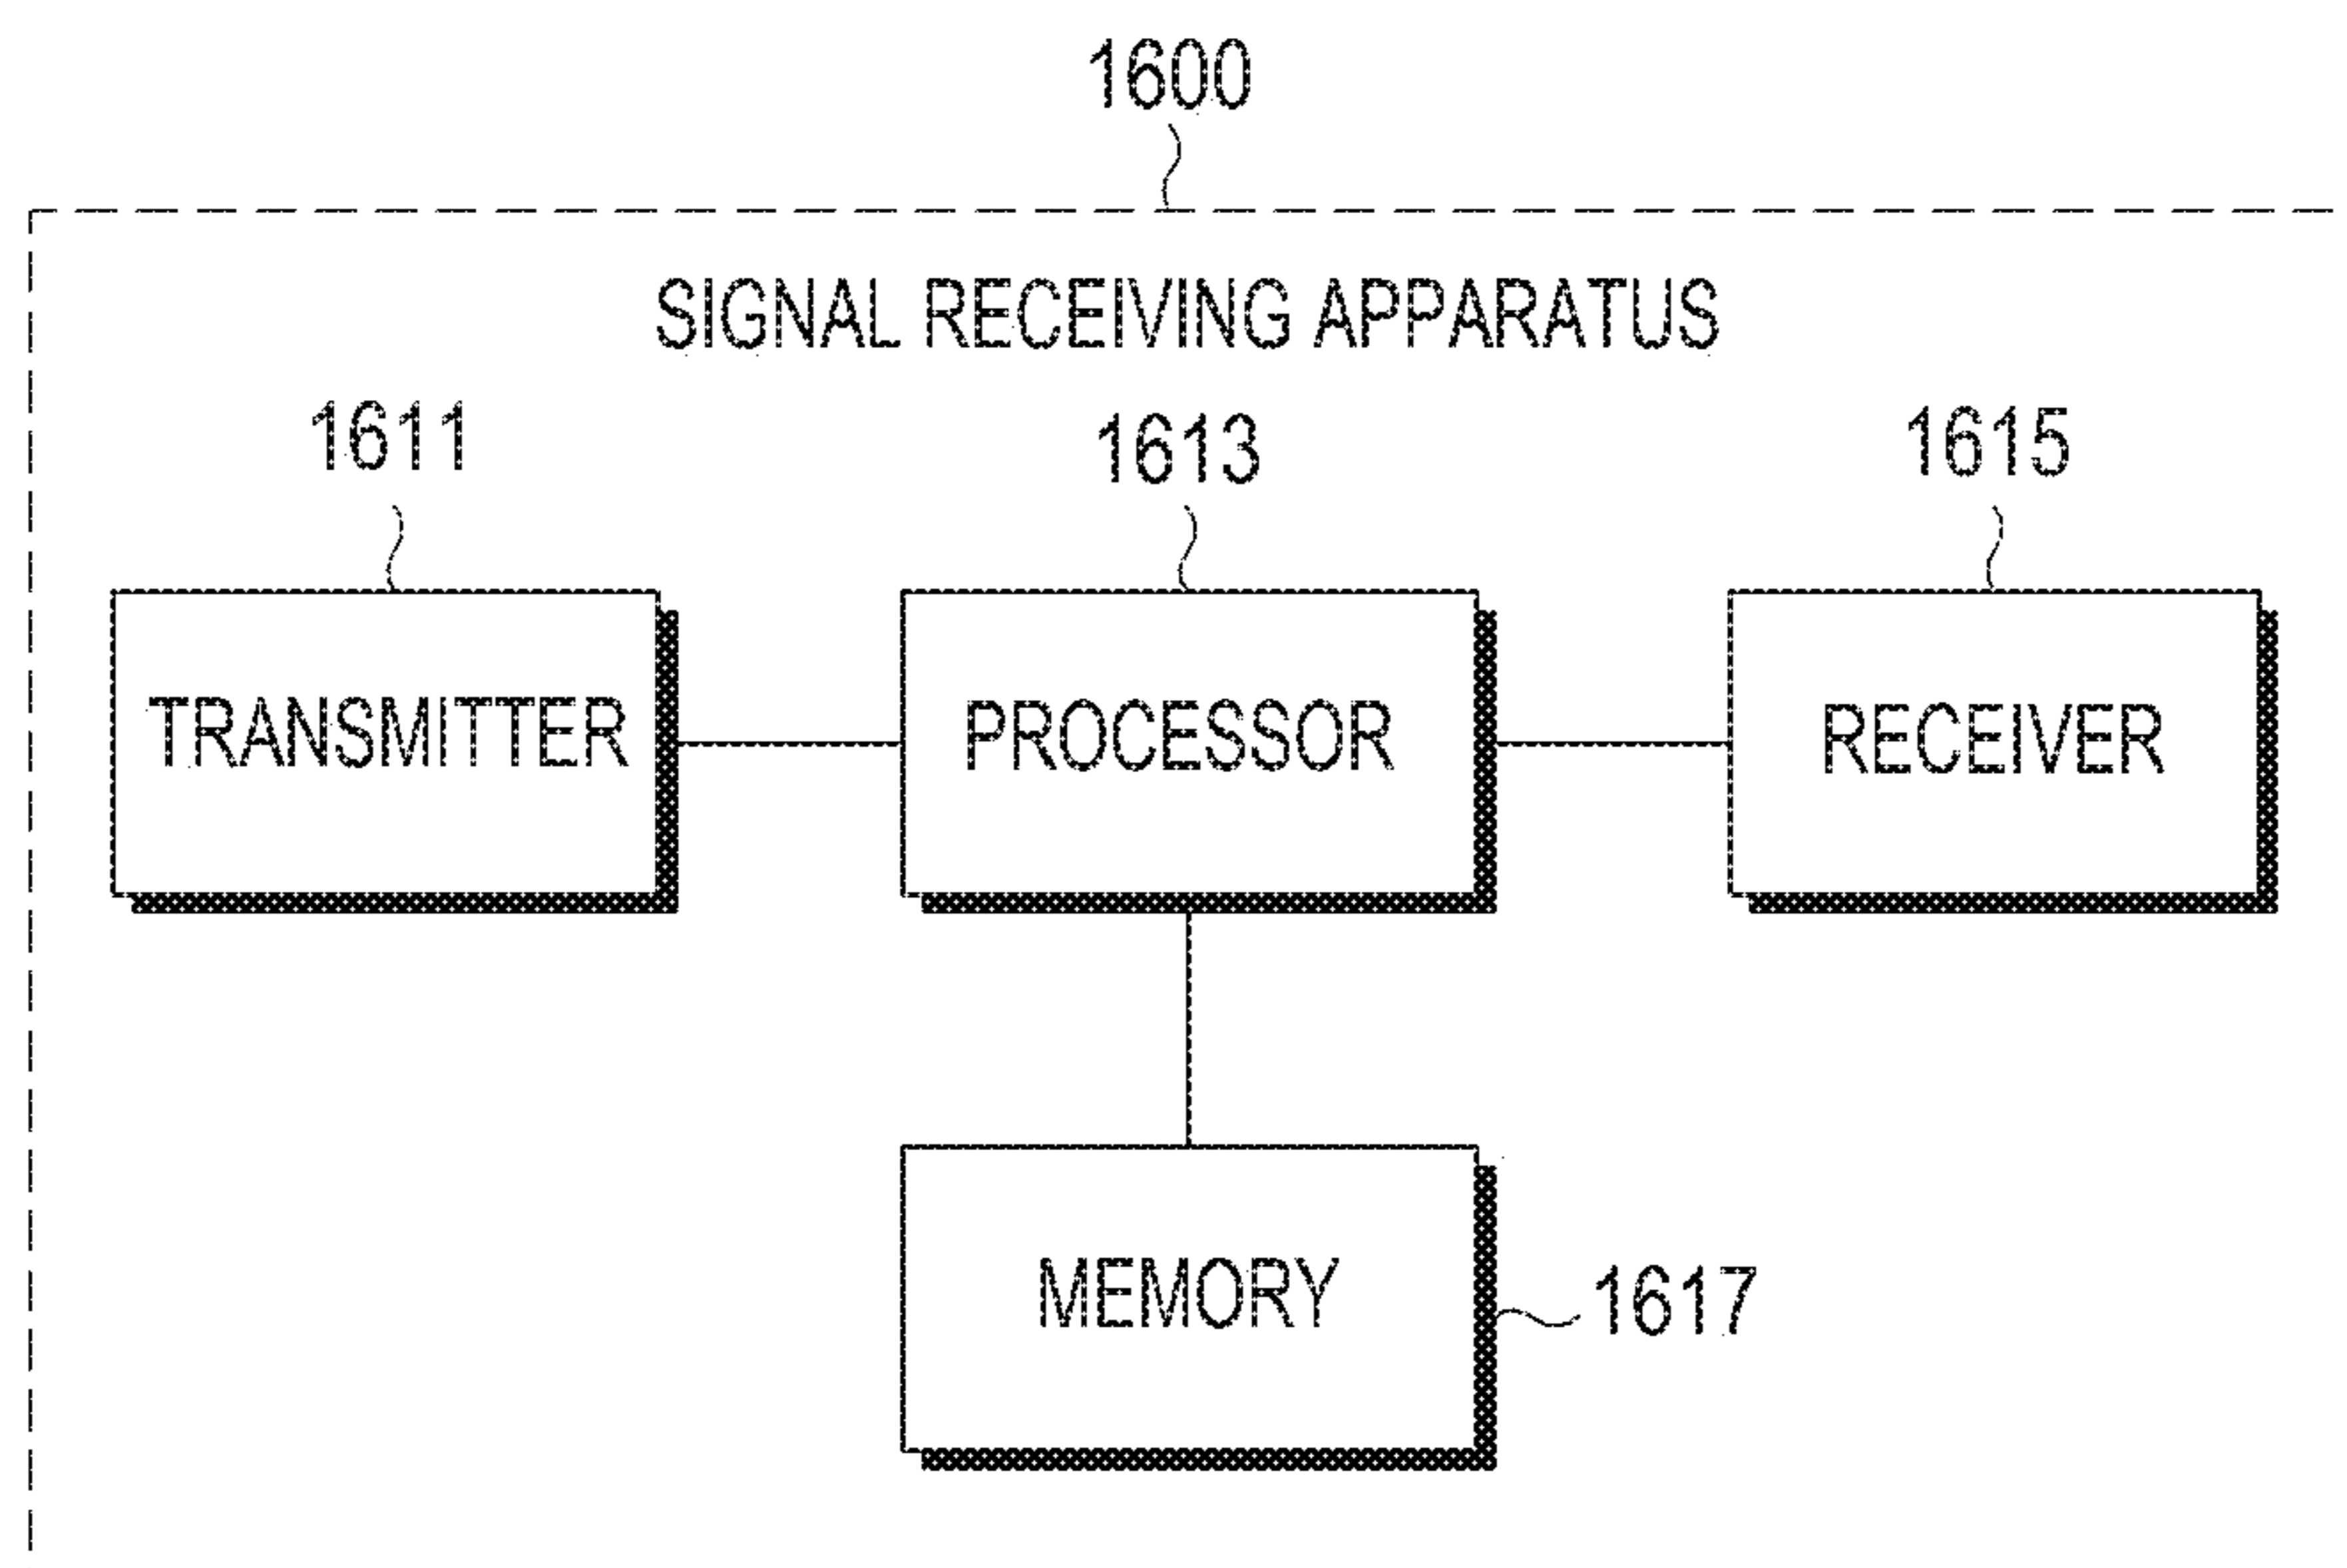 1600
SIGNAL RECEIVING APPARATUS
1611
1613
1615
TRANSMITTER
PROCESSOR
RECEIVER
MEMORY
1617